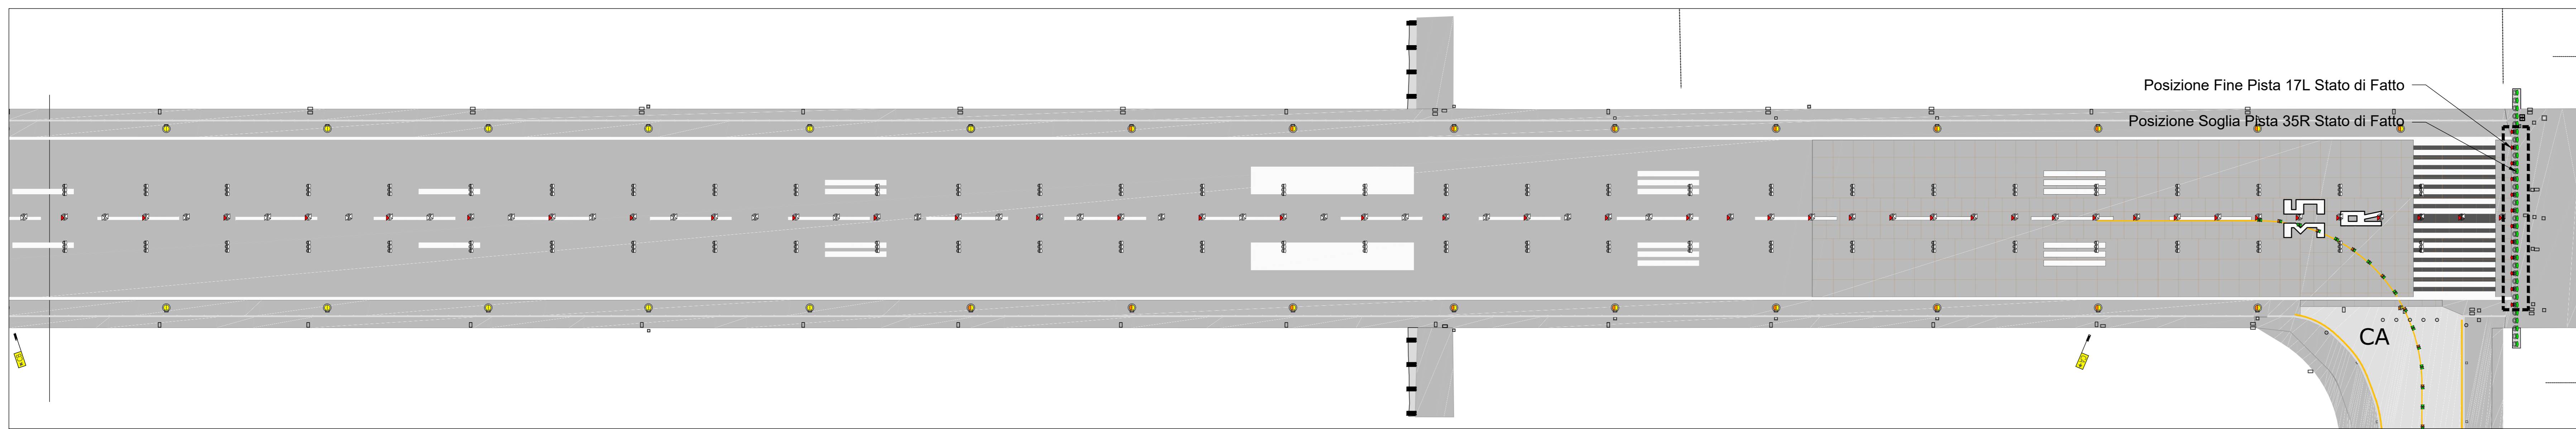 Posizione Fine Pista 17L Stato di Fatto
Posizione Soglia Pista 35R Stato di Fatto
35
R
CA